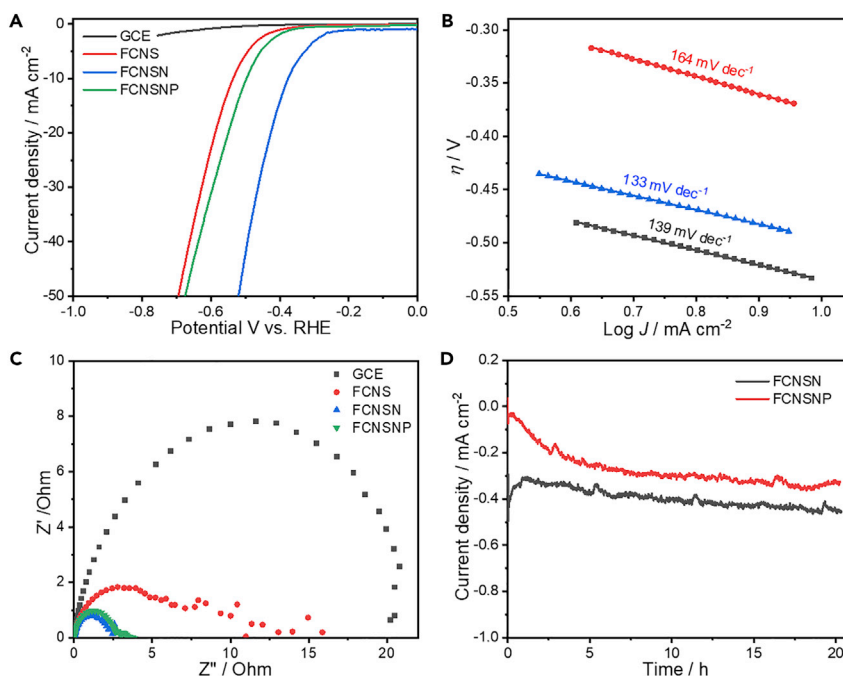 A
GCE
FCNS
FCNSN
FCNSNP
Current density / mA cm-2
0
-10
-20
-30
-40
-50
-1.0
-0.8
-0.6
-0.4
-0.2
0.0
Potential V vs. RHE
B
164 mV dec-1
133 mV dec-1
139 mV dec-1
η / V
-0.30
-0.35
-0.40
-0.45
-0.50
-0.55
0.5
0.6
0.7
0.8
0.9
1.0
Log J / mA cm-2
C
GCE
FCNS
FCNSN
FCNSNP
Z' /Ohm
10
8
6
4
2
0
0
5
10
15
20
Z" / Ohm
D
FCNSN
FCNSNP
Current density / mA cm-2
0.2
0.0
-0.2
-0.4
-0.6
-0.8
-1.0
0
5
10
15
20
Time / h